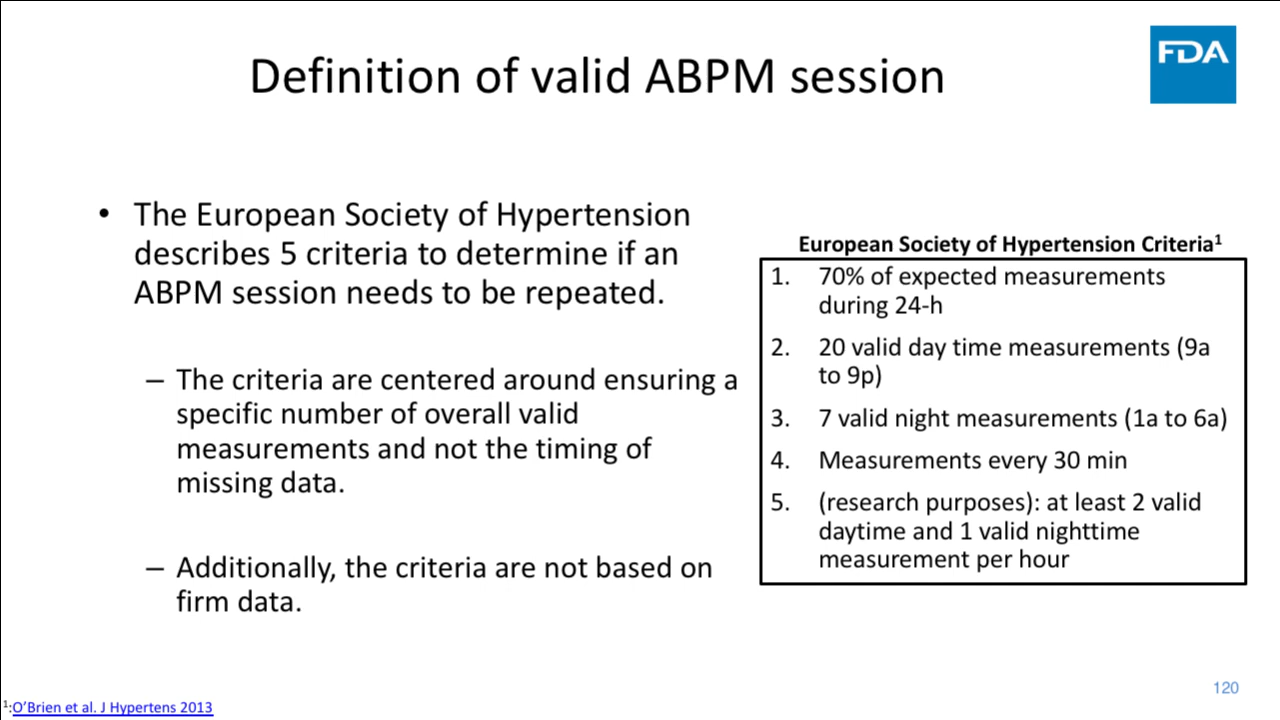 FDA
Definition of valid ABPM session
• The European Society of Hypertension
describes 5 criteria to determine if an
ABPM session needs to be repeated.
– The criteria are centered around ensuring a
specific number of overall valid
measurements and not the timing of
missing data.
– Additionally, the criteria are not based on
firm data.
European Society of Hypertension Criteria¹
1. 70% of expected measurements
during 24-h
2. 20 valid day time measurements (9a
to 9p)
3. 7 valid night measurements (1a to 6a)
4. Measurements every 30 min
5. (research purposes): at least 2 valid
daytime and 1 valid nighttime
measurement per hour
¹:O’Brien et al. J Hypertens 2013
120